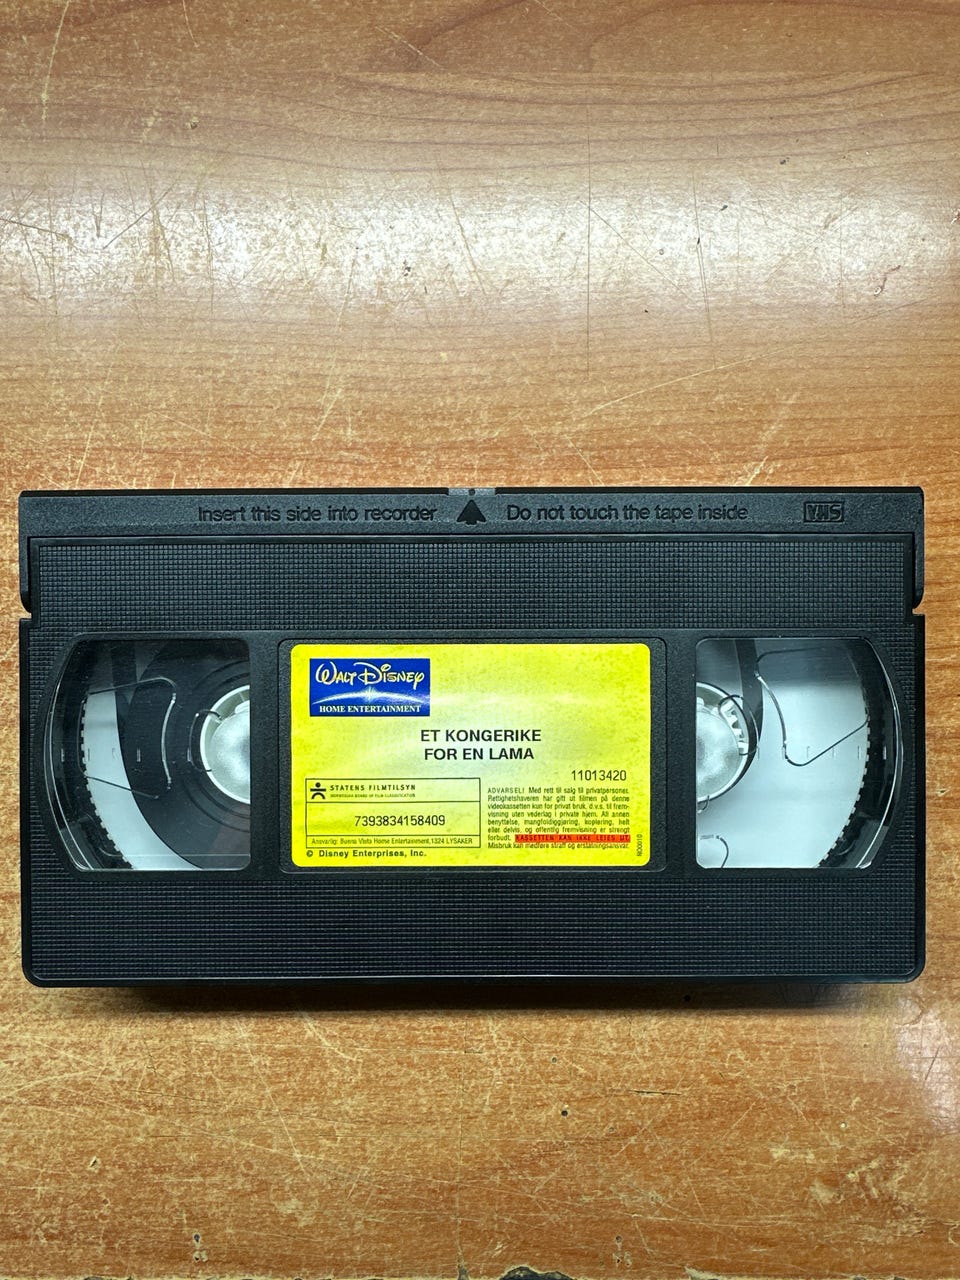 Insert this side into recorder Do not touch the tape inside VHS
WALT DISNEY
HOME ENTERTAINMENT
ET KONGERIKE
FOR EN LAMA
11013420
STATENS FILMTILSYN
NORWEGIAN BOARD OF FILM CLASSIFICATION
7393834158409
Ansvarlig: Buena Vista Home Entertainment, 1324 LYSAKER
© Disney Enterprises, Inc.
ADVARSEL! Med rett til salg til privatpersoner.
Rettighetshaveren har gitt ut filmen på denne
videokassetten kun for privat bruk, d.v.s. til frem-
visning uten vederlag i private hjem. All annen
benyttelse, mangfoldiggjøring, kopiering, helt
eller delvis, og offentlig fremvisning er strengt
forbudt. KASSETTEN KAN IKKE LEIES UT
Misbruk kan medføre straff og erstatningsansvar.
NO0010